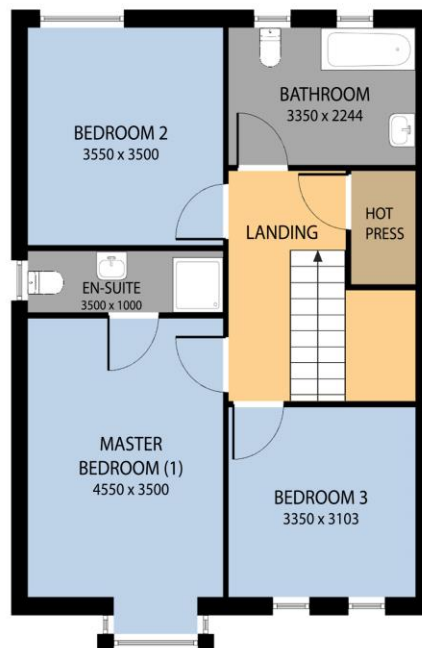 BEDROOM 2
3550 x 3500
BATHROOM
3350 x 2244
LANDING
HOT
PRESS
EN-SUITE
3500 x 1000
MASTER
BEDROOM (1)
4550 x 3500
BEDROOM 3
3350 x 3103